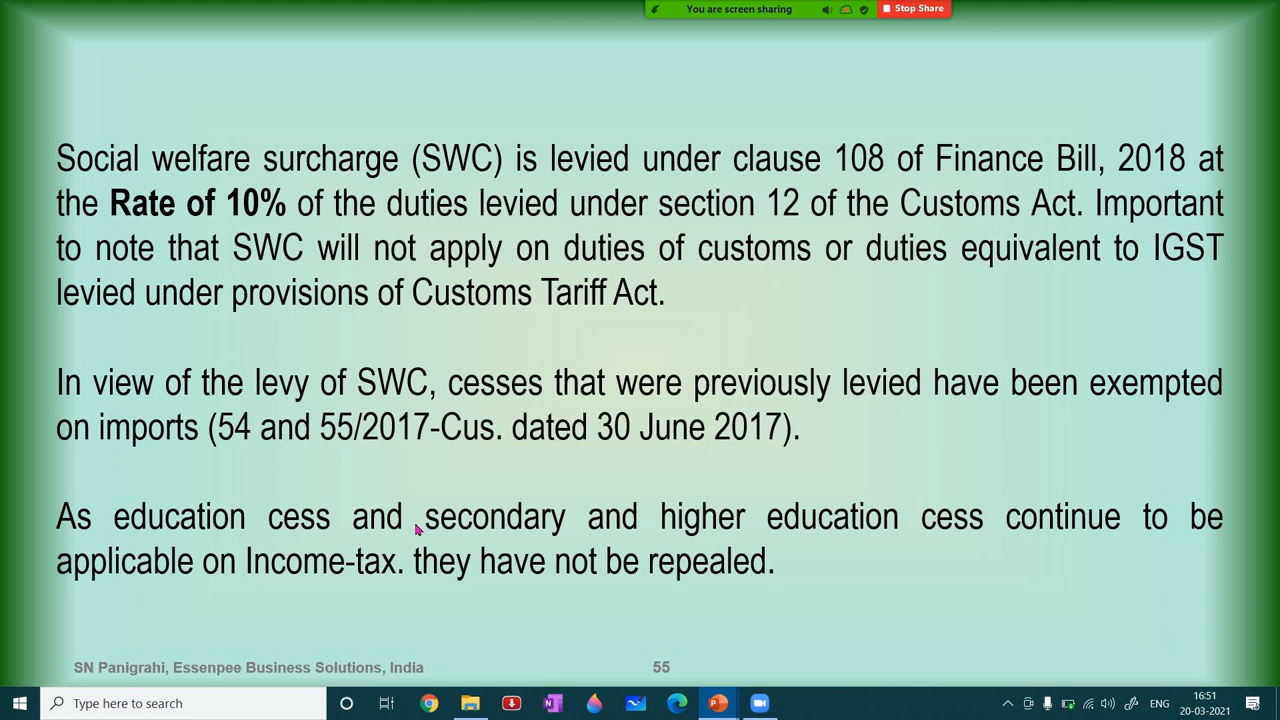 You are screen sharing
Stop Share
Social welfare surcharge (SWC) is levied under clause 108 of Finance Bill, 2018 at
the Rate of 10% of the duties levied under section 12 of the Customs Act. Important
to note that SWC will not apply on duties of customs or duties equivalent to IGST
levied under provisions of Customs Tariff Act.
In view of the levy of SWC, cesses that were previously levied have been exempted
on imports (54 and 55/2017-Cus. dated 30 June 2017).
As education cess and secondary and higher education cess continue to be
applicable on Income-tax. they have not be repealed.
SN Panigrahi, Essenpee Business Solutions, India
55
Type here to search
ENG
16:51
20-03-2021